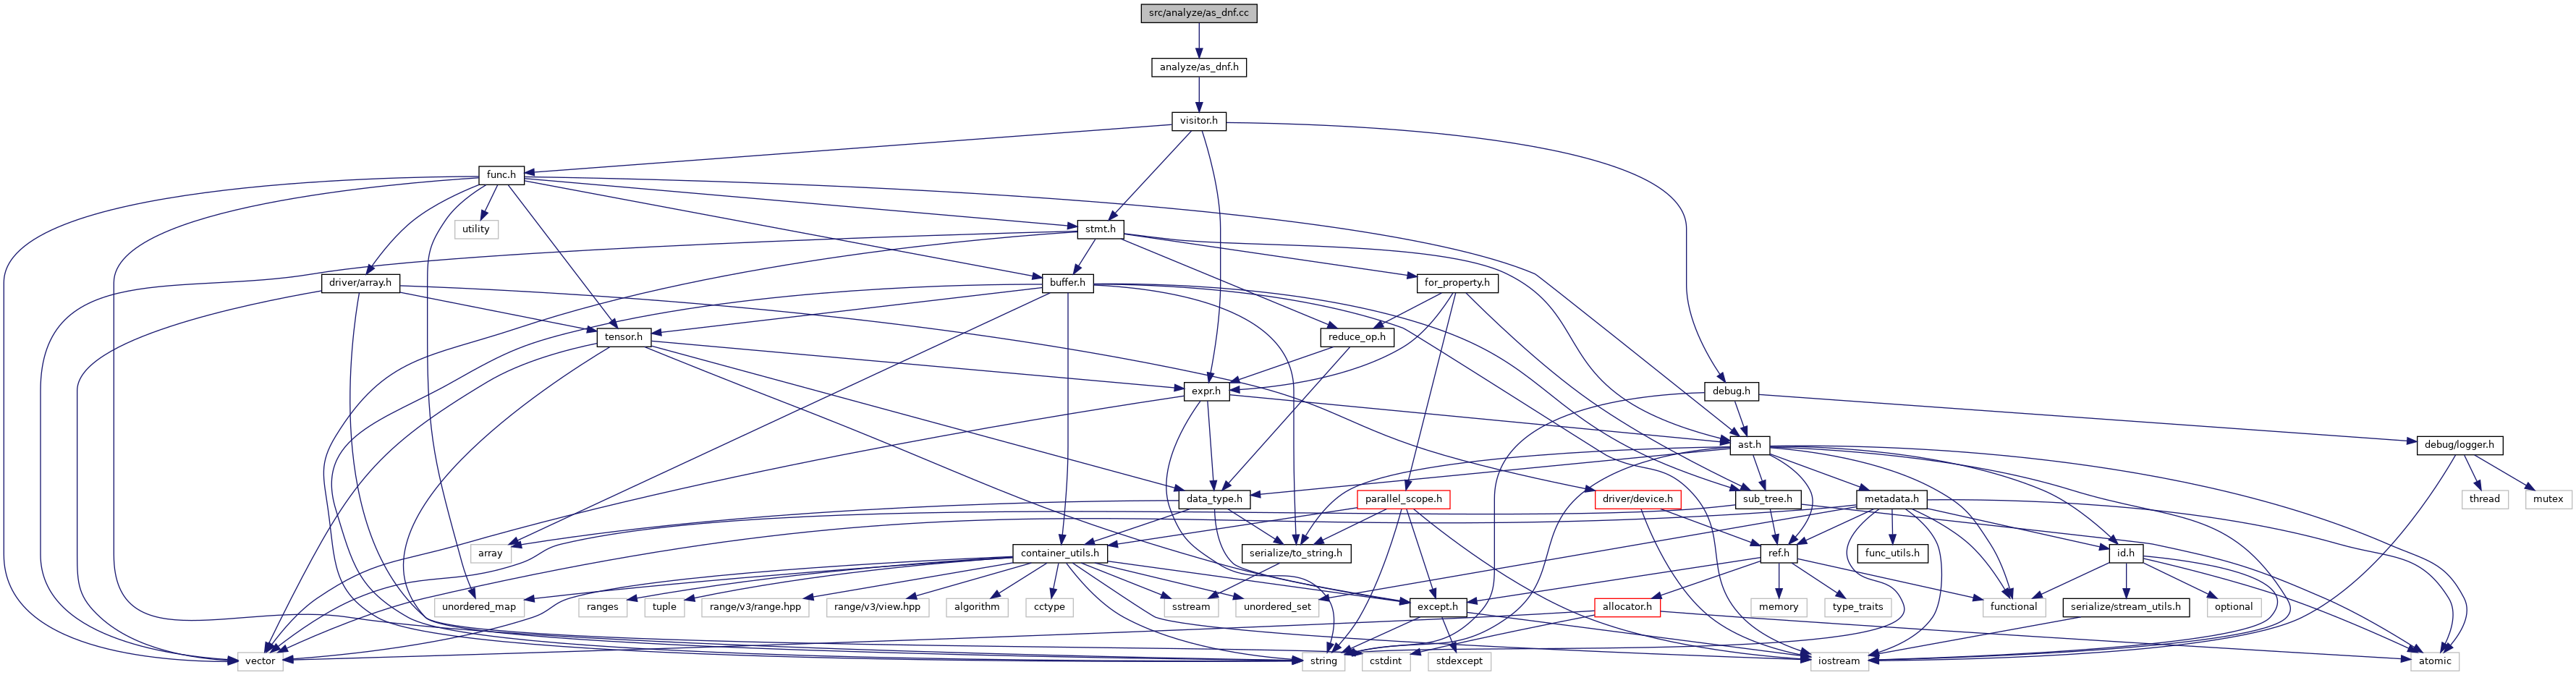 src/analyze/as_dnf.cc
analyze/as_dnf.h
visitor.h
func.h
utility
stmt.h
driver/array.h
buffer.h
for_property.h
tensor.h
reduce_op.h
expr.h
debug.h
ast.h
debug/logger.h
data_type.h
parallel_scope.h
driver/device.h
sub_tree.h
metadata.h
thread
mutex
array
container_utils.h
serialize/to_string.h
ref.h
func_utils.h
id.h
unordered_map
ranges
tuple
range/v3/range.hpp
range/v3/view.hpp
algorithm
cctype
sstream
unordered_set
except.h
allocator.h
memory
type_traits
functional
serialize/stream_utils.h
optional
vector
string
cstdint
stdexcept
iostream
atomic